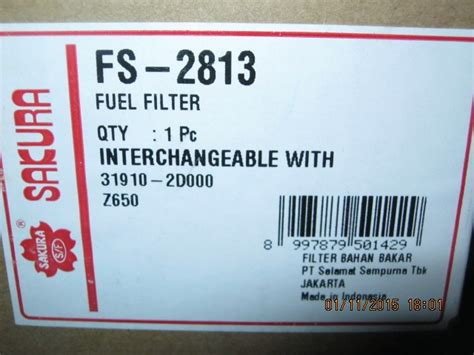 SAKURA
SAKURA
S/F
FS-2813
FUEL FILTER
QTY : 1 Pc
INTERCHANGEABLE WITH
31910-2D000
Z650
8 997879 501429
FILTER BAHAN BAKAR
PT Selamat Sempurna Tbk
JAKARTA
Made in Indonesia
01/11/2015 18:01